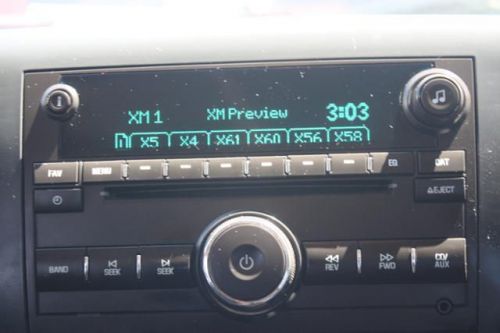 XM1 XM Preview 3:03
1 X5 X4 X61 X60 X56 X58
FAV MENU EQ CAT
EJECT
BAND SEEK SEEK REV FWD AUX